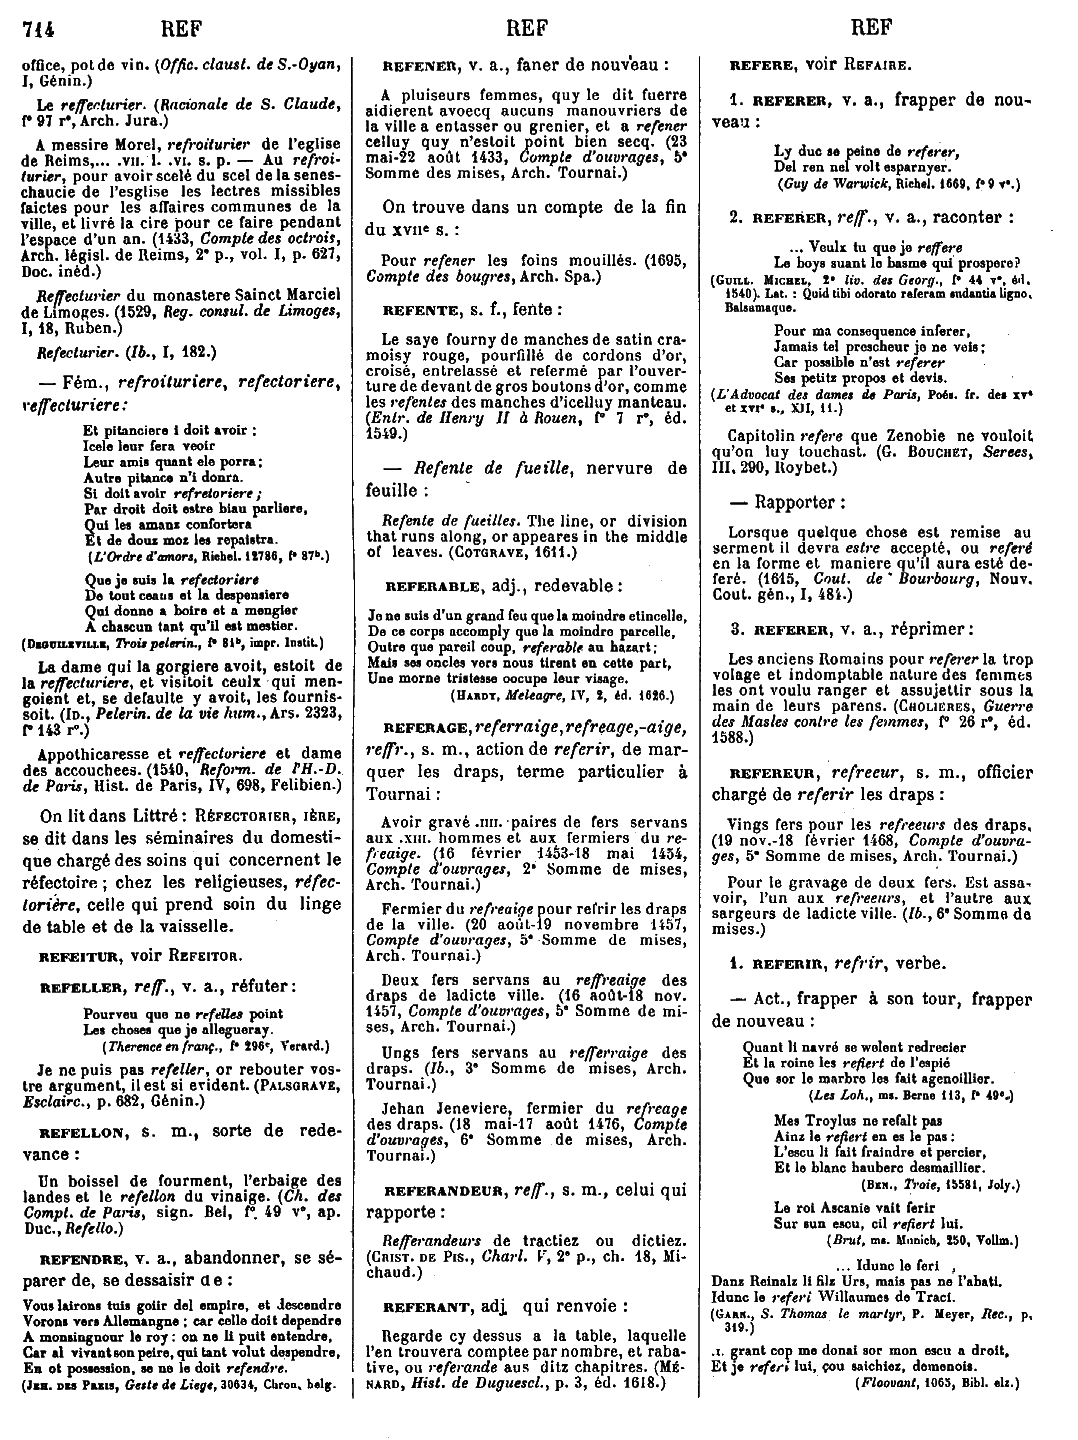 714 REF REF REF
office, pot de vin. (Offic. claust. de S.-Oyan,
I, Génin.)
Le reffecturier. (Racionale de S. Claude,
f° 97 r°, Arch. Jura.)
A messire Morel, refroiturier de l'eglise
de Reims,... .VII. l. .VI. s. p. — Au refroi-
turier, pour avoir scelé du scel de la senes-
chaucie de l'esglise les lectres missibles
faictes pour les affaires communes de la
ville, et livré la cire pour ce faire pendant
l'espace d'un an. (1433, Compte des octrois,
Arch. législ. de Reims, 2° p., vol. I, p. 627,
Doc. inéd.)
Reffecturier du monastere Sainct Marciel
de Limoges. (1529, Reg. consul. de Limoges,
I, 18, Ruben.)
Refecturier. (Ib., I, 182.)
— Fém., refroituriere, refectoriere,
reffecturiere:
Et pitanciere i doit avoir :
Icele leur fera veoir
Leur amis quant ele porra;
Autre pitance n'i donra.
Si doit avoir refretoriere ;
Par droit doit estre biau parliere,
Qui les amans confortera
Et de douz moz les repaistra.
(L'Ordre d'amors, Richel. 12786, f° 87b.)
Que je suis la refectoriere
De tout ceaus et la despensiere
Qui donne a boire et a mengier
A chascun tant qu'il est mestier.
(DEGUILEVILLE, Trois pelerin., f° 81b, impr. Instit.)
La dame qui la gorgiere avoit, estoit de
la reffecturiere, et visitoit ceulx qui men-
goient et, se defaulte y avoit, les fournis-
soit. (ID., Pelerin. de la vie hum., Ars. 2323,
f° 143 r°.)
Appothicaresse et reffectoriere et dame
des accouchees. (1540, Reform. de l'H.-D.
de Paris, Hist. de Paris, IV, 698, Felibien.)
On lit dans Littré : RÉFECTORIER, IÈRE,
se dit dans les séminaires du domesti-
que chargé des soins qui concernent le
réfectoire ; chez les religieuses, réfec-
torière, celle qui prend soin du linge
de table et de la vaisselle.
REFEITUR, voir REFEITOR.
REFELLER, reff., v. a., réfuter :
Pourveu que ne refelles point
Les choses que je allegueray.
(Therence en franç., f° 296c, Verard.)
Je ne puis pas refeller, or rebouter vos-
tre argument, il est si evident. (PALSGRAVE,
Esclairc., p. 682, Génin.)
REFELLON, s. m., sorte de rede-
vance :
Un boissel de fourment, l'erbaige des
landes et le refellon du vinaige. (Ch. des
Compt. de Paris, sign. Bel, f°. 49 v°, ap.
Duc., Refello.)
REFENDRE, v. a., abandonner, se sé-
parer de, se dessaisir de :
Vous lairons tuis goiir del empire, et descendre
Vorons vers Allemangne ; car celle doit dependre
A monsingnour le roy : on ne li puit entendre,
Car al vivant son peire, qui tant volut despendre,
En ot possession, se ne le doit refendre.
(JEH. DES PREIS, Geste de Liege, 30634, Chron. belg.
REFENER, v. a., faner de nouveau :
A pluiseurs femmes, quy le dit fuerre
aidierent avoecq aucuns manouvriers de
la ville a entasser ou grenier, et a refener
celluy quy n'estoit point bien secq. (23
mai-22 août 1433, Compte d'ouvrages, 5°
Somme des mises, Arch. Tournai.)
On trouve dans un compte de la fin
du XVIIe s. :
Pour refener les foins mouillés. (1695,
Compte des bougres, Arch. Spa.)
REFENTE, s. f., fente :
Le saye fourny de manches de satin cra-
moisy rouge, pourfillé de cordons d'or,
croisé, entrelassé et refermé par l'ouver-
ture de devant de gros boutons d'or, comme
les refentes des manches d'icelluy manteau.
(Entr. de Henry II à Rouen, f° 7 r°, éd.
1549.)
— Refente de fueille, nervure de
feuille :
Refente de fueilles. The line, or division
that runs along, or appeares in the middle
of leaves. (COTGRAVE, 1611.)
REFERABLE, adj., redevable :
Je ne suis d'un grand feu que la moindre etincelle,
De ce corps accomply que la moindre parcelle,
Outre que pareil coup, referable au hazart;
Mais ses oncles vers nous tirent en cette part,
Une morne tristesse occupe leur visage.
(HARDY, Meleagre, IV, 2, éd. 1626.)
REFERAGE, referraige, refreage, -aige,
reffr., s. m., action de referir, de mar-
quer les draps, terme particulier à
Tournai :
Avoir gravé .IIII. paires de fers servans
aux .XIII. hommes et aux fermiers du re-
freaige. (16 février 1453-18 mai 1454,
Compte d'ouvrages, 2° Somme de mises,
Arch. Tournai.)
Fermier du refreaige pour refrir les draps
de la ville. (20 août-19 novembre 1457,
Compte d'ouvrages, 5° Somme de mises,
Arch. Tournai.)
Deux fers servans au reffreaige des
draps de ladicte ville. (16 août-18 nov.
1457, Compte d'ouvrages, 5° Somme de mi-
ses, Arch. Tournai.)
Ungs fers servans au refferraige des
draps. (Ib., 3° Somme de mises, Arch.
Tournai.)
Jehan Jeneviere, fermier du refreage
des draps. (18 mai-17 août 1476, Compte
d'ouvrages, 6° Somme de mises, Arch.
Tournai.)
REFERANDEUR, reff., s. m., celui qui
rapporte :
Refferandeurs de tractiez ou dictiez.
(CRIST. DE PIS., Charl. V, 2° p., ch. 18, Mi-
chaud.)
REFERANT, adj. qui renvoie :
Regarde cy dessus a la table, laquelle
l'en trouvera comptee par nombre, et raba-
tive, ou referande aus ditz chapitres. (MÉ-
NARD, Hist. de Duguescl., p. 3, éd. 1618.)
REFERE, voir REFAIRE.
1. REFERER, v. a., frapper de nou-
veau :
Ly duc se peine de referer,
Del ren nel volt esparnyer.
(Guy de Warwick, Richel. 1669, f° 9 v°.)
2. REFERER, reff., v. a., raconter :
... Veulx tu que je reffere
Le boys suant le basme qui prospere?
(GUILL. MICHEL, 2° liv. des Georg., f° 44 v°, éd.
1540). Lat. : Quid tibi odorato referam sudantia ligno,
Balsamaque.
Pour ma consequence inferer,
Jamais tel prescheur je ne veis;
Car possible n'est referer
Ses petitz propos et devis.
(L'Advocat des dames de Paris, Poés. fr. des XVe
et XVIe s., XII, 11.)
Capitolin refere que Zenobie ne vouloit
qu'on luy touchast. (G. BOUCHET, Serees,
III, 290, Roybet.)
— Rapporter :
Lorsque quelque chose est remise au
serment il devra estre accepté, ou referé
en la forme et maniere qu'il aura esté de-
feré. (1615, Cout. de Bourbourg, Nouv.
Cout. gén., I, 484.)
3. REFERER, v. a., réprimer :
Les anciens Romains pour referer la trop
volage et indomptable nature des femmes
les ont voulu ranger et assujettir sous la
main de leurs parens. (CHOLIERES, Guerre
des Masles contre les femmes, f° 26 r°, éd.
1588.)
REFEREUR, refreeur, s. m., officier
chargé de referir les draps :
Vings fers pour les refreeurs des draps.
(19 nov.-18 février 1468, Compte d'ouvra-
ges, 5° Somme de mises, Arch. Tournai.)
Pour le gravage de deux fers. Est assa-
voir, l'un aux refreeurs, et l'autre aux
sargeurs de ladicte ville. (Ib., 6° Somme de
mises.)
1. REFERIR, refrir, verbe.
— Act., frapper à son tour, frapper
de nouveau :
Quant li navré se wolent redrecier
Et la roine les refiert de l'espié
Que sor le marbre les fait agenoillier.
(Les Loh., ms. Berne 113, f° 49e.)
Mes Troylus ne refait pas
Ainz le refiert en es le pas :
L'escu li fait fraindre et percier,
Et le blanc hauberc desmaillier.
(BEN., Troie, 15581, Joly.)
Le roi Ascanie vait ferir
Sur sun escu, cil refiert lui.
(Brut, ms. Munich, 250, Vollm.)
... Idunc le feri ,
Danz Reinalz li filz Urs, mais pas ne l'abati.
Idunc le referi Willaumes de Traci.
(GARN., S. Thomas le martyr, P. Meyer, Rec., p.
319.)
.I. grant cop me donai sor mon escu a droit,
Et je referi lui, çou saichiez, demenois.
(Floovant, 1063, Bibl. elz.)